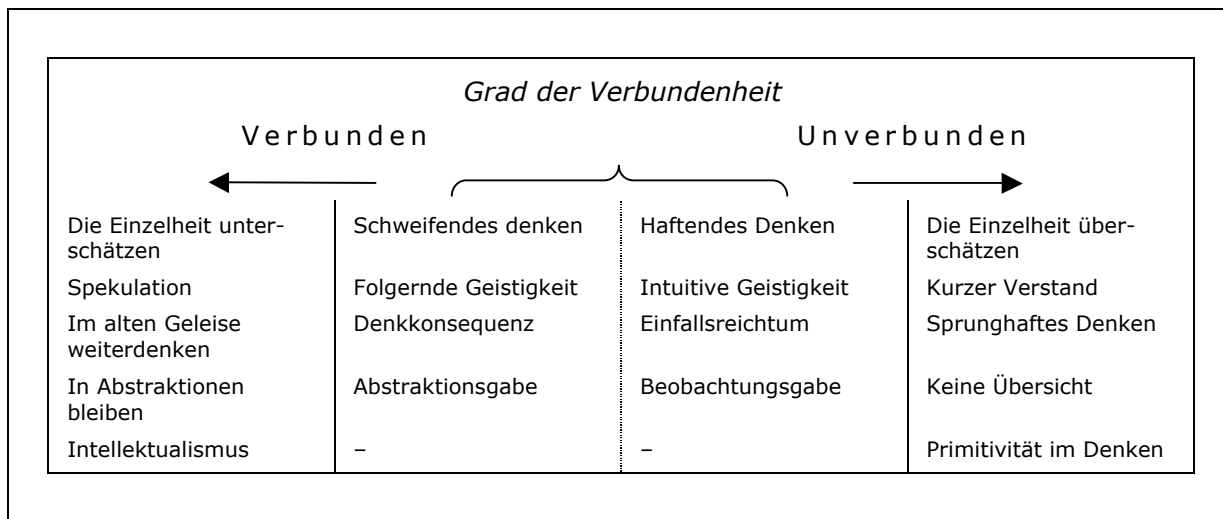 Grad der Verbundenheit
Verbunden Unverbunden
Die Einzelheit unter- Schweifendes denken Haftendes Denken Die Einzelheit über-
schätzen schätzen
Spekulation Folgernde Geistigkeit Intuitive Geistigkeit Kurzer Verstand
Im alten Geleise Denkkonsequenz Einfallsreichtum Sprunghaftes Denken
weiterdenken
In Abstraktionen Abstraktionsgabe Beobachtungsgabe Keine Übersicht
bleiben
Intellektualismus – – Primitivität im Denken